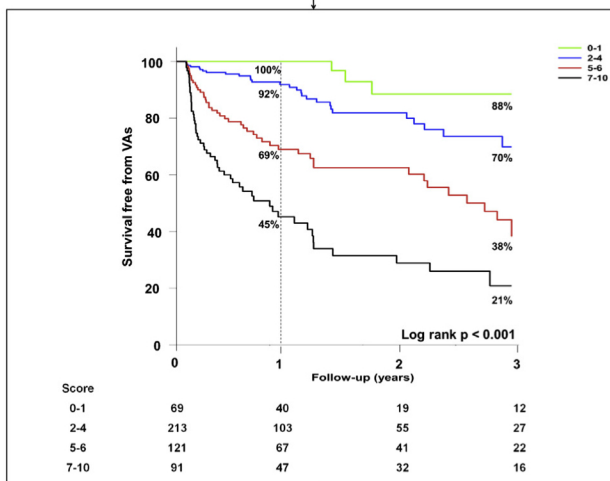 0-1
2-4
5-6
7-10
Survival free from VAs
100
80
60
40
20
0
100%
92%
69%
45%
88%
70%
38%
21%
Log rank p < 0.001
0 1 2 3
Follow-up (years)
Score
0-1 69 40 19 12
2-4 213 103 55 27
5-6 121 67 41 22
7-10 91 47 32 16